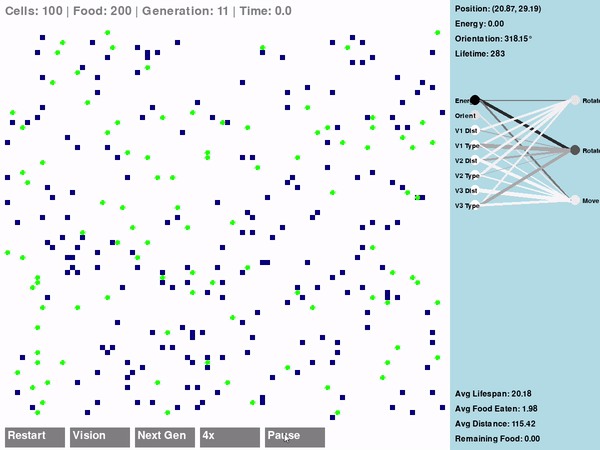 Cells: 100 | Food: 200 | Generation: 11 | Time: 0.0
Position: (20.87, 29.19)
Energy: 0.00
Orientation: 318.15°
Lifetime: 283
Orient
V1 Dist
V1 Type
V2 Dist
V2 Type
V3 Dist
V3 Type
Rotate
Rotate
Move
Avg Lifespan: 20.18
Avg Food Eaten: 1.98
Avg Distance: 115.42
Remaining Food: 0.00
Restart
Vision
Next Gen
4x
Pause